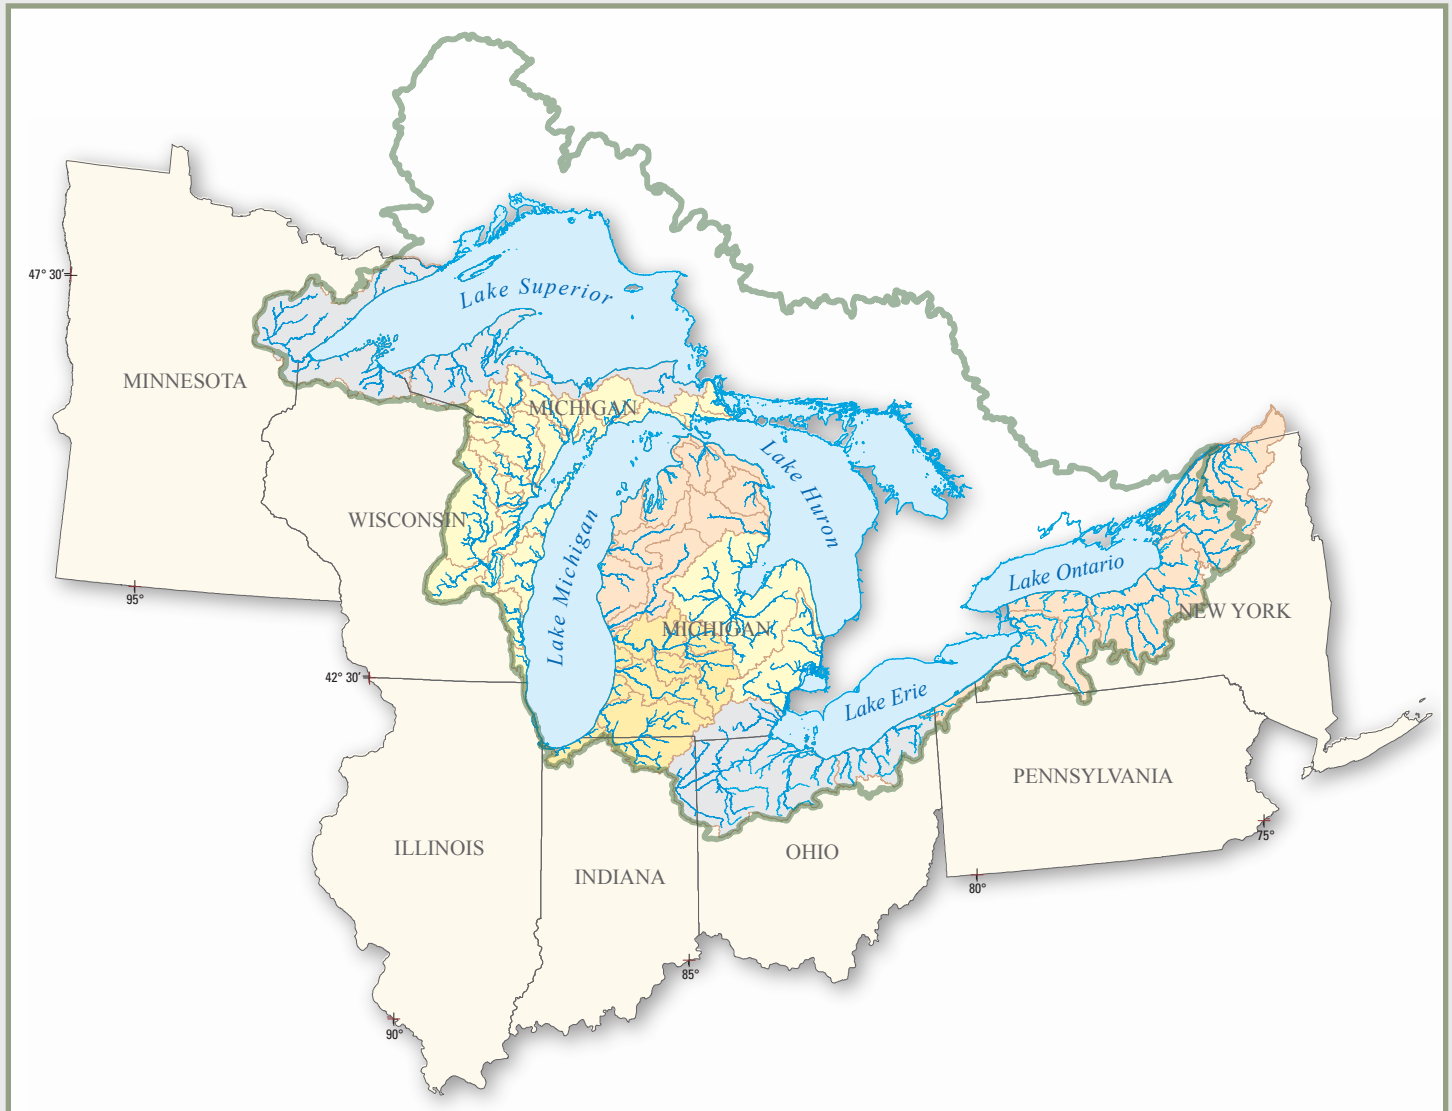 47° 30'
Lake Superior
MINNESOTA
MICHIGAN
Lake Huron
WISCONSIN
Lake Michigan
Lake Ontario
95°
NEW YORK
MICHIGAN
42° 30'
Lake Erie
PENNSYLVANIA
75°
ILLINOIS
OHIO
INDIANA
80°
85°
90°